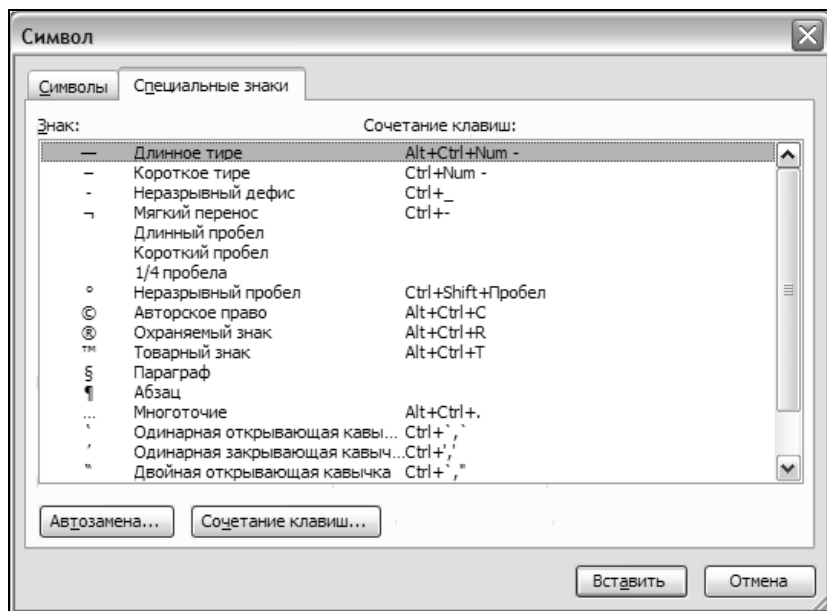 Символ
Символы Специальные знаки
Знак: Сочетание клавиш:
— Длинное тире Alt+Ctrl+Num -
– Короткое тире Ctrl+Num -
- Неразрывный дефис Ctrl+_
¬ Мягкий перенос Ctrl+-
Длинный пробел
Короткий пробел
1/4 пробела
° Неразрывный пробел Ctrl+Shift+Пробел
© Авторское право Alt+Ctrl+C
® Охраняемый знак Alt+Ctrl+R
™ Товарный знак Alt+Ctrl+T
§ Параграф
¶ Абзац
… Многоточие Alt+Ctrl+.
‘ Одинарная открывающая кавы... Ctrl+`,`
’ Одинарная закрывающая кавыч... Ctrl+','
“ Двойная открывающая кавычка Ctrl+`,"
Автозамена... Сочетание клавиш...
Вставить Отмена